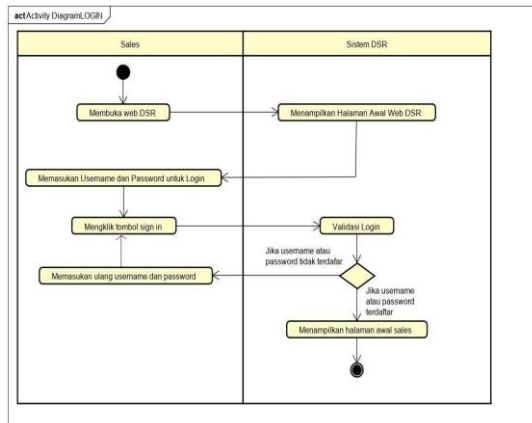 act Activity DiagramLOGIN
Sales
Sistem DSR
Membuka web DSR
Menampilkan Halaman Awal Web DSR
Memasukan Username dan Password untuk Login
Mengklik tombol sign in
Validasi Login
Jika username atau
password tidak terdafar
Memasukan ulang username dan password
Jika username
atau password
terdaftar
Menampilkan halaman awal sales